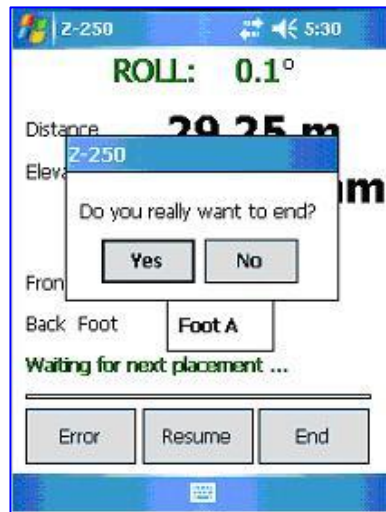 Z-250 5:30
ROLL: 0.1°
Distance 29.25 m
Z-250
Do you really want to end?
Yes No
Back Foot Foot A
Waiting for next placement ...
Error Resume End